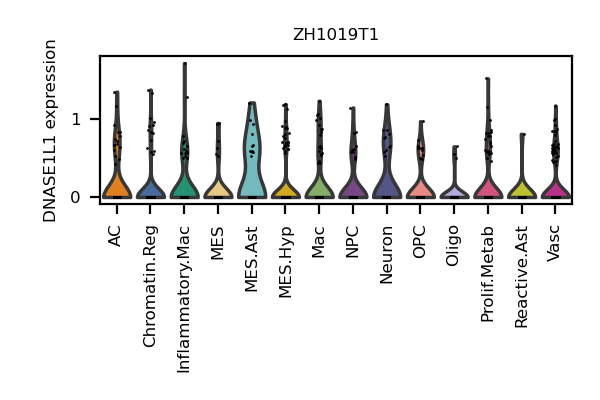 ZH1019T1
DNASE1L1 expression
1
0
AC
Chromatin.Reg
Inflammatory.Mac
MES
MES.Ast
MES.Hyp
Mac
NPC
Neuron
OPC
Oligo
Prolif.Metab
Reactive.Ast
Vasc